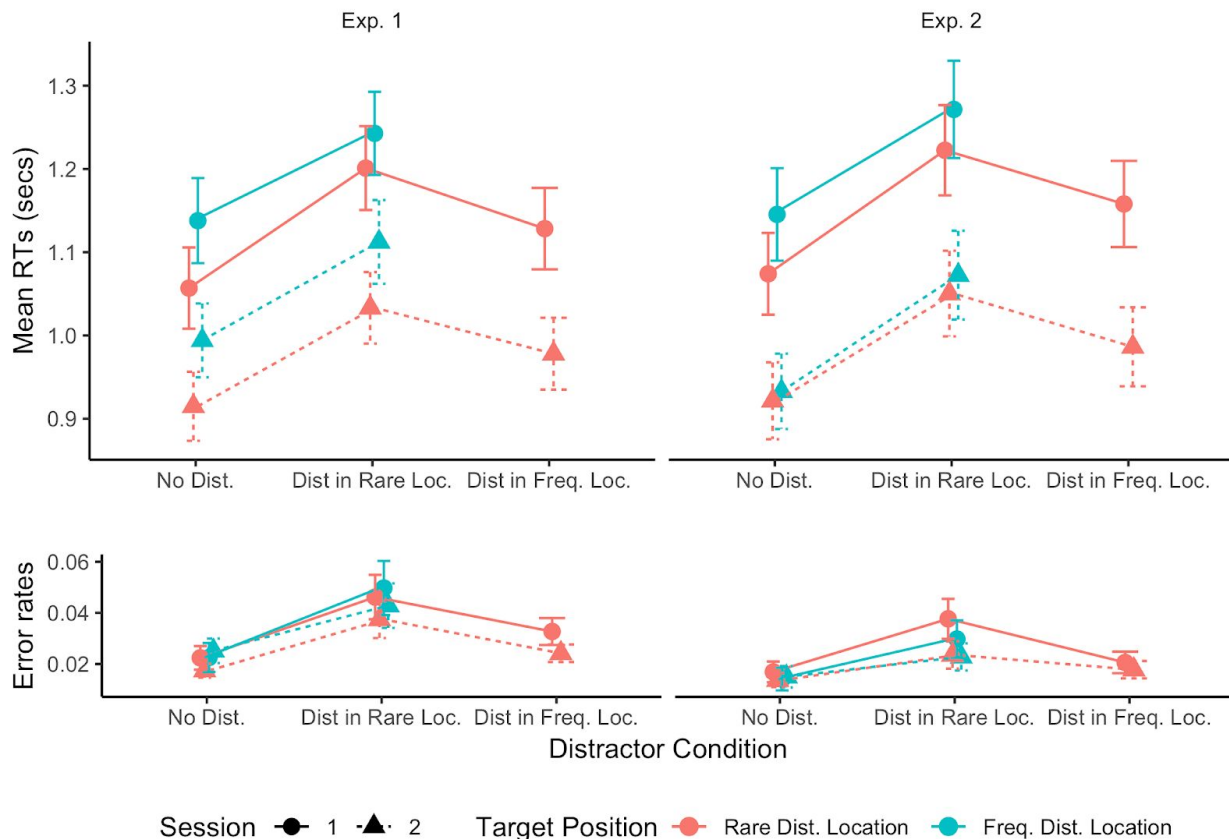 Exp. 1
Exp. 2
Mean RTs (secs)
1.3
1.2
1.1
1.0
0.9
No Dist.
Dist in Rare Loc.
Dist in Freq. Loc.
No Dist.
Dist in Rare Loc.
Dist in Freq. Loc.
Error rates
0.06
0.04
0.02
No Dist.
Dist in Rare Loc.
Dist in Freq. Loc.
No Dist.
Dist in Rare Loc.
Dist in Freq. Loc.
Distractor Condition
Session 1 2 Target Position Rare Dist. Location Freq. Dist. Location